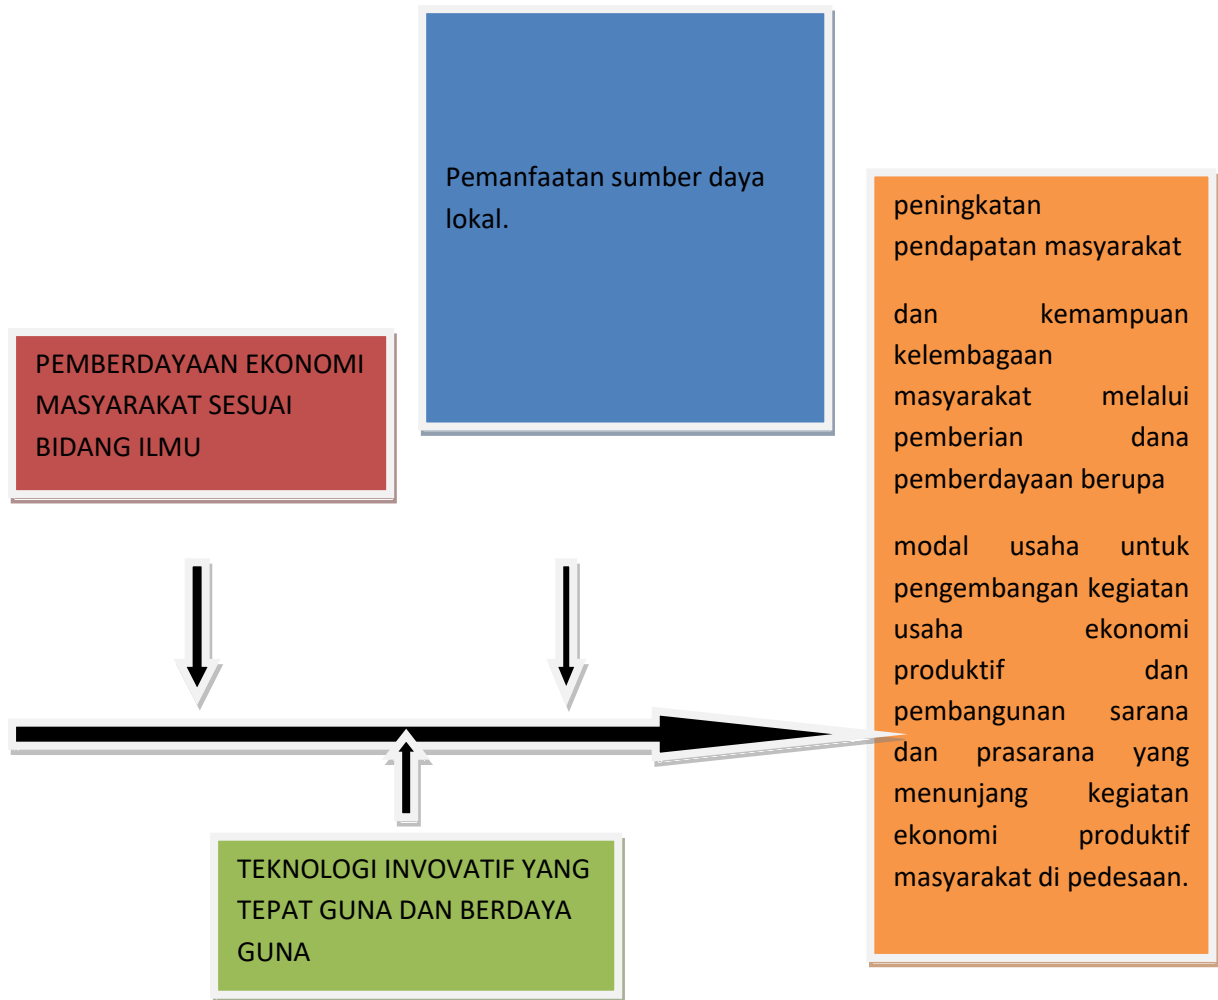 Pemanfaatan sumber daya
lokal.
peningkatan
pendapatan masyarakat
dan kemampuan
kelembagaan
masyarakat melalui
pemberian dana
pemberdayaan berupa
modal usaha untuk
pengembangan kegiatan
usaha ekonomi
produktif dan
pembangunan sarana
dan prasarana yang
menunjang kegiatan
ekonomi produktif
masyarakat di pedesaan.
PEMBERDAYAAN EKONOMI
MASYARAKAT SESUAI
BIDANG ILMU
TEKNOLOGI INVOVATIF YANG
TEPAT GUNA DAN BERDAYA
GUNA